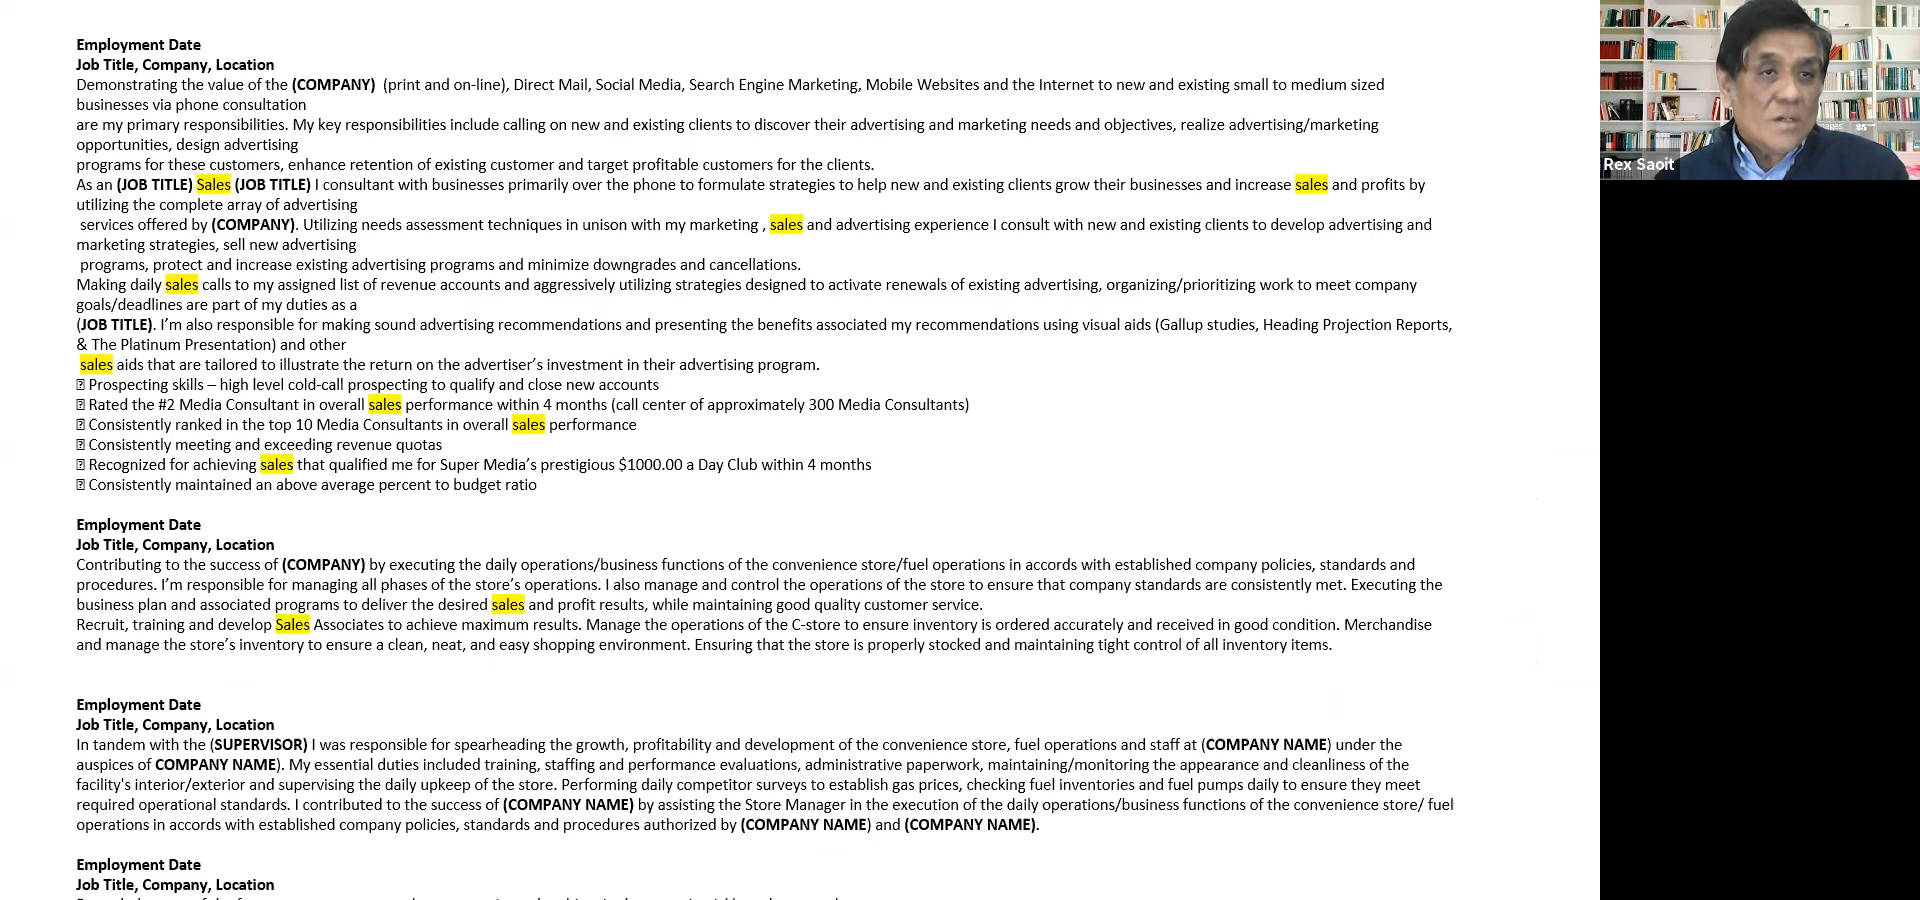 Employment Date
Job Title, Company, Location
Demonstrating the value of the (COMPANY)  (print and on-line), Direct Mail, Social Media, Search Engine Marketing, Mobile Websites and the Internet to new and existing small to medium sized
businesses via phone consultation
are my primary responsibilities. My key responsibilities include calling on new and existing clients to discover their advertising and marketing needs and objectives, realize advertising/marketing
opportunities, design advertising
programs for these customers, enhance retention of existing customer and target profitable customers for the clients.
As an (JOB TITLE) Sales (JOB TITLE) I consultant with businesses primarily over the phone to formulate strategies to help new and existing clients grow their businesses and increase sales and profits by
utilizing the complete array of advertising
services offered by (COMPANY). Utilizing needs assessment techniques in unison with my marketing , sales and advertising experience I consult with new and existing clients to develop advertising and
marketing strategies, sell new advertising
programs, protect and increase existing advertising programs and minimize downgrades and cancellations.
Making daily sales calls to my assigned list of revenue accounts and aggressively utilizing strategies designed to activate renewals of existing advertising, organizing/prioritizing work to meet company
goals/deadlines are part of my duties as a
(JOB TITLE). I’m also responsible for making sound advertising recommendations and presenting the benefits associated my recommendations using visual aids (Gallup studies, Heading Projection Reports,
& The Platinum Presentation) and other
sales aids that are tailored to illustrate the return on the advertiser’s investment in their advertising program.
Prospecting skills – high level cold-call prospecting to qualify and close new accounts
Rated the #2 Media Consultant in overall sales performance within 4 months (call center of approximately 300 Media Consultants)
Consistently ranked in the top 10 Media Consultants in overall sales performance
Consistently meeting and exceeding revenue quotas
Recognized for achieving sales that qualified me for Super Media’s prestigious $1000.00 a Day Club within 4 months
Consistently maintained an above average percent to budget ratio
Employment Date
Job Title, Company, Location
Contributing to the success of (COMPANY) by executing the daily operations/business functions of the convenience store/fuel operations in accords with established company policies, standards and
procedures. I’m responsible for managing all phases of the store’s operations. I also manage and control the operations of the store to ensure that company standards are consistently met. Executing the
business plan and associated programs to deliver the desired sales and profit results, while maintaining good quality customer service.
Recruit, training and develop Sales Associates to achieve maximum results. Manage the operations of the C-store to ensure inventory is ordered accurately and received in good condition. Merchandise
and manage the store’s inventory to ensure a clean, neat, and easy shopping environment. Ensuring that the store is properly stocked and maintaining tight control of all inventory items.
Employment Date
Job Title, Company, Location
In tandem with the (SUPERVISOR) I was responsible for spearheading the growth, profitability and development of the convenience store, fuel operations and staff at (COMPANY NAME) under the
auspices of COMPANY NAME). My essential duties included training, staffing and performance evaluations, administrative paperwork, maintaining/monitoring the appearance and cleanliness of the
facility's interior/exterior and supervising the daily upkeep of the store. Performing daily competitor surveys to establish gas prices, checking fuel inventories and fuel pumps daily to ensure they meet
required operational standards. I contributed to the success of (COMPANY NAME) by assisting the Store Manager in the execution of the daily operations/business functions of the convenience store/ fuel
operations in accords with established company policies, standards and procedures authorized by (COMPANY NAME) and (COMPANY NAME).
Employment Date
Job Title, Company, Location
Rex Saoit